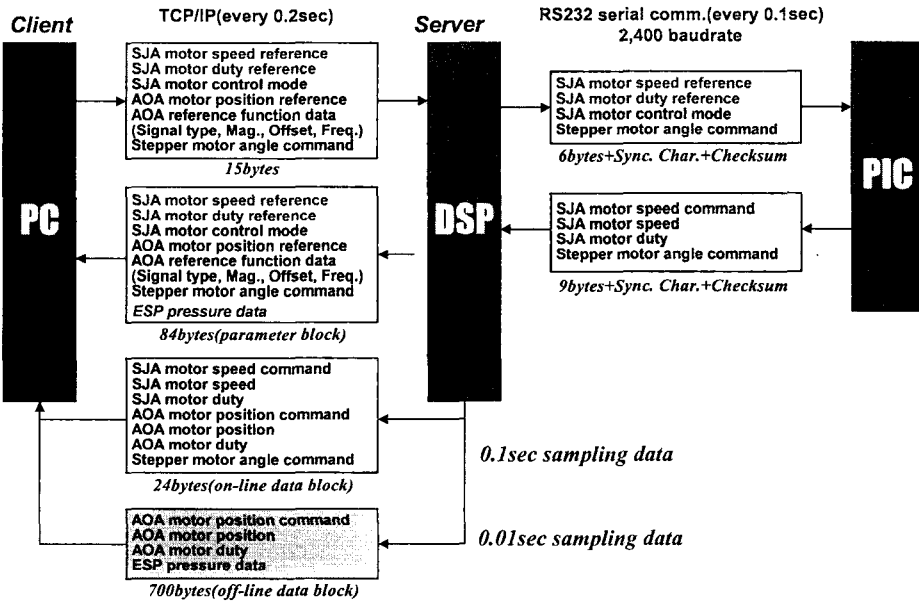 Client
TCP/IP(every 0.2sec)
Server
RS232 serial comm.(every 0.1sec)
2,400 baudrate
PC
SJA motor speed reference
SJA motor duty reference
SJA motor control mode
AOA motor position reference
AOA reference function data
(Signal type, Mag., Offset, Freq.)
Stepper motor angle command
15bytes
SJA motor speed reference
SJA motor duty reference
SJA motor control mode
AOA motor position reference
AOA reference function data
(Signal type, Mag., Offset, Freq.)
Stepper motor angle command
ESP pressure data
84bytes(parameter block)
SJA motor speed command
SJA motor speed
SJA motor duty
AOA motor position command
AOA motor position
AOA motor duty
Stepper motor angle command
24bytes(on-line data block)
AOA motor position command
AOA motor position
AOA motor duty
ESP pressure data
700bytes(off-line data block)
DSP
SJA motor speed reference
SJA motor duty reference
SJA motor control mode
Stepper motor angle command
6bytes+Sync. Char.+Checksum
SJA motor speed command
SJA motor speed
SJA motor duty
Stepper motor angle command
9bytes+Sync. Char.+Checksum
PIC
0.1sec sampling data
0.01sec sampling data